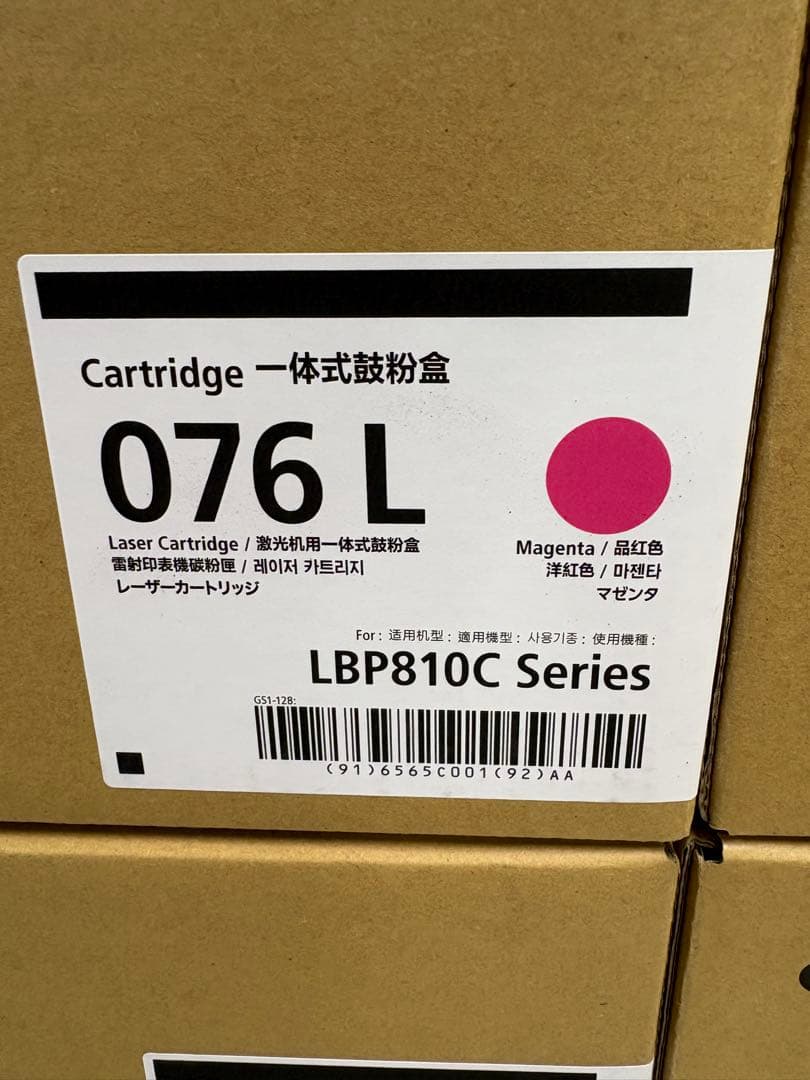 Cartridge 一体式鼓粉盒
076 L
Laser Cartridge / 激光机用一体式鼓粉盒
雷射印表機碳粉匣 / 레이저 카트리지
レーザーカートリッジ
Magenta / 品红色
洋紅色 / 마젠타
マゼンタ
For : 适用机型 : 適用機型 : 사용기종 : 使用機種 :
LBP810C Series
GS1-128:
(91)6565C001(92)AA